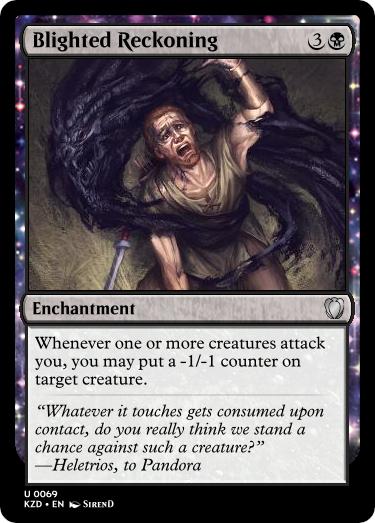 Blighted Reckoning 3
Enchantment
Whenever one or more creatures attack
you, you may put a -1/-1 counter on
target creature.
“Whatever it touches gets consumed upon
contact, do you really think we stand a
chance against such a creature?”
—Heletrios, to Pandora
U 0069
KZD • EN SirenD